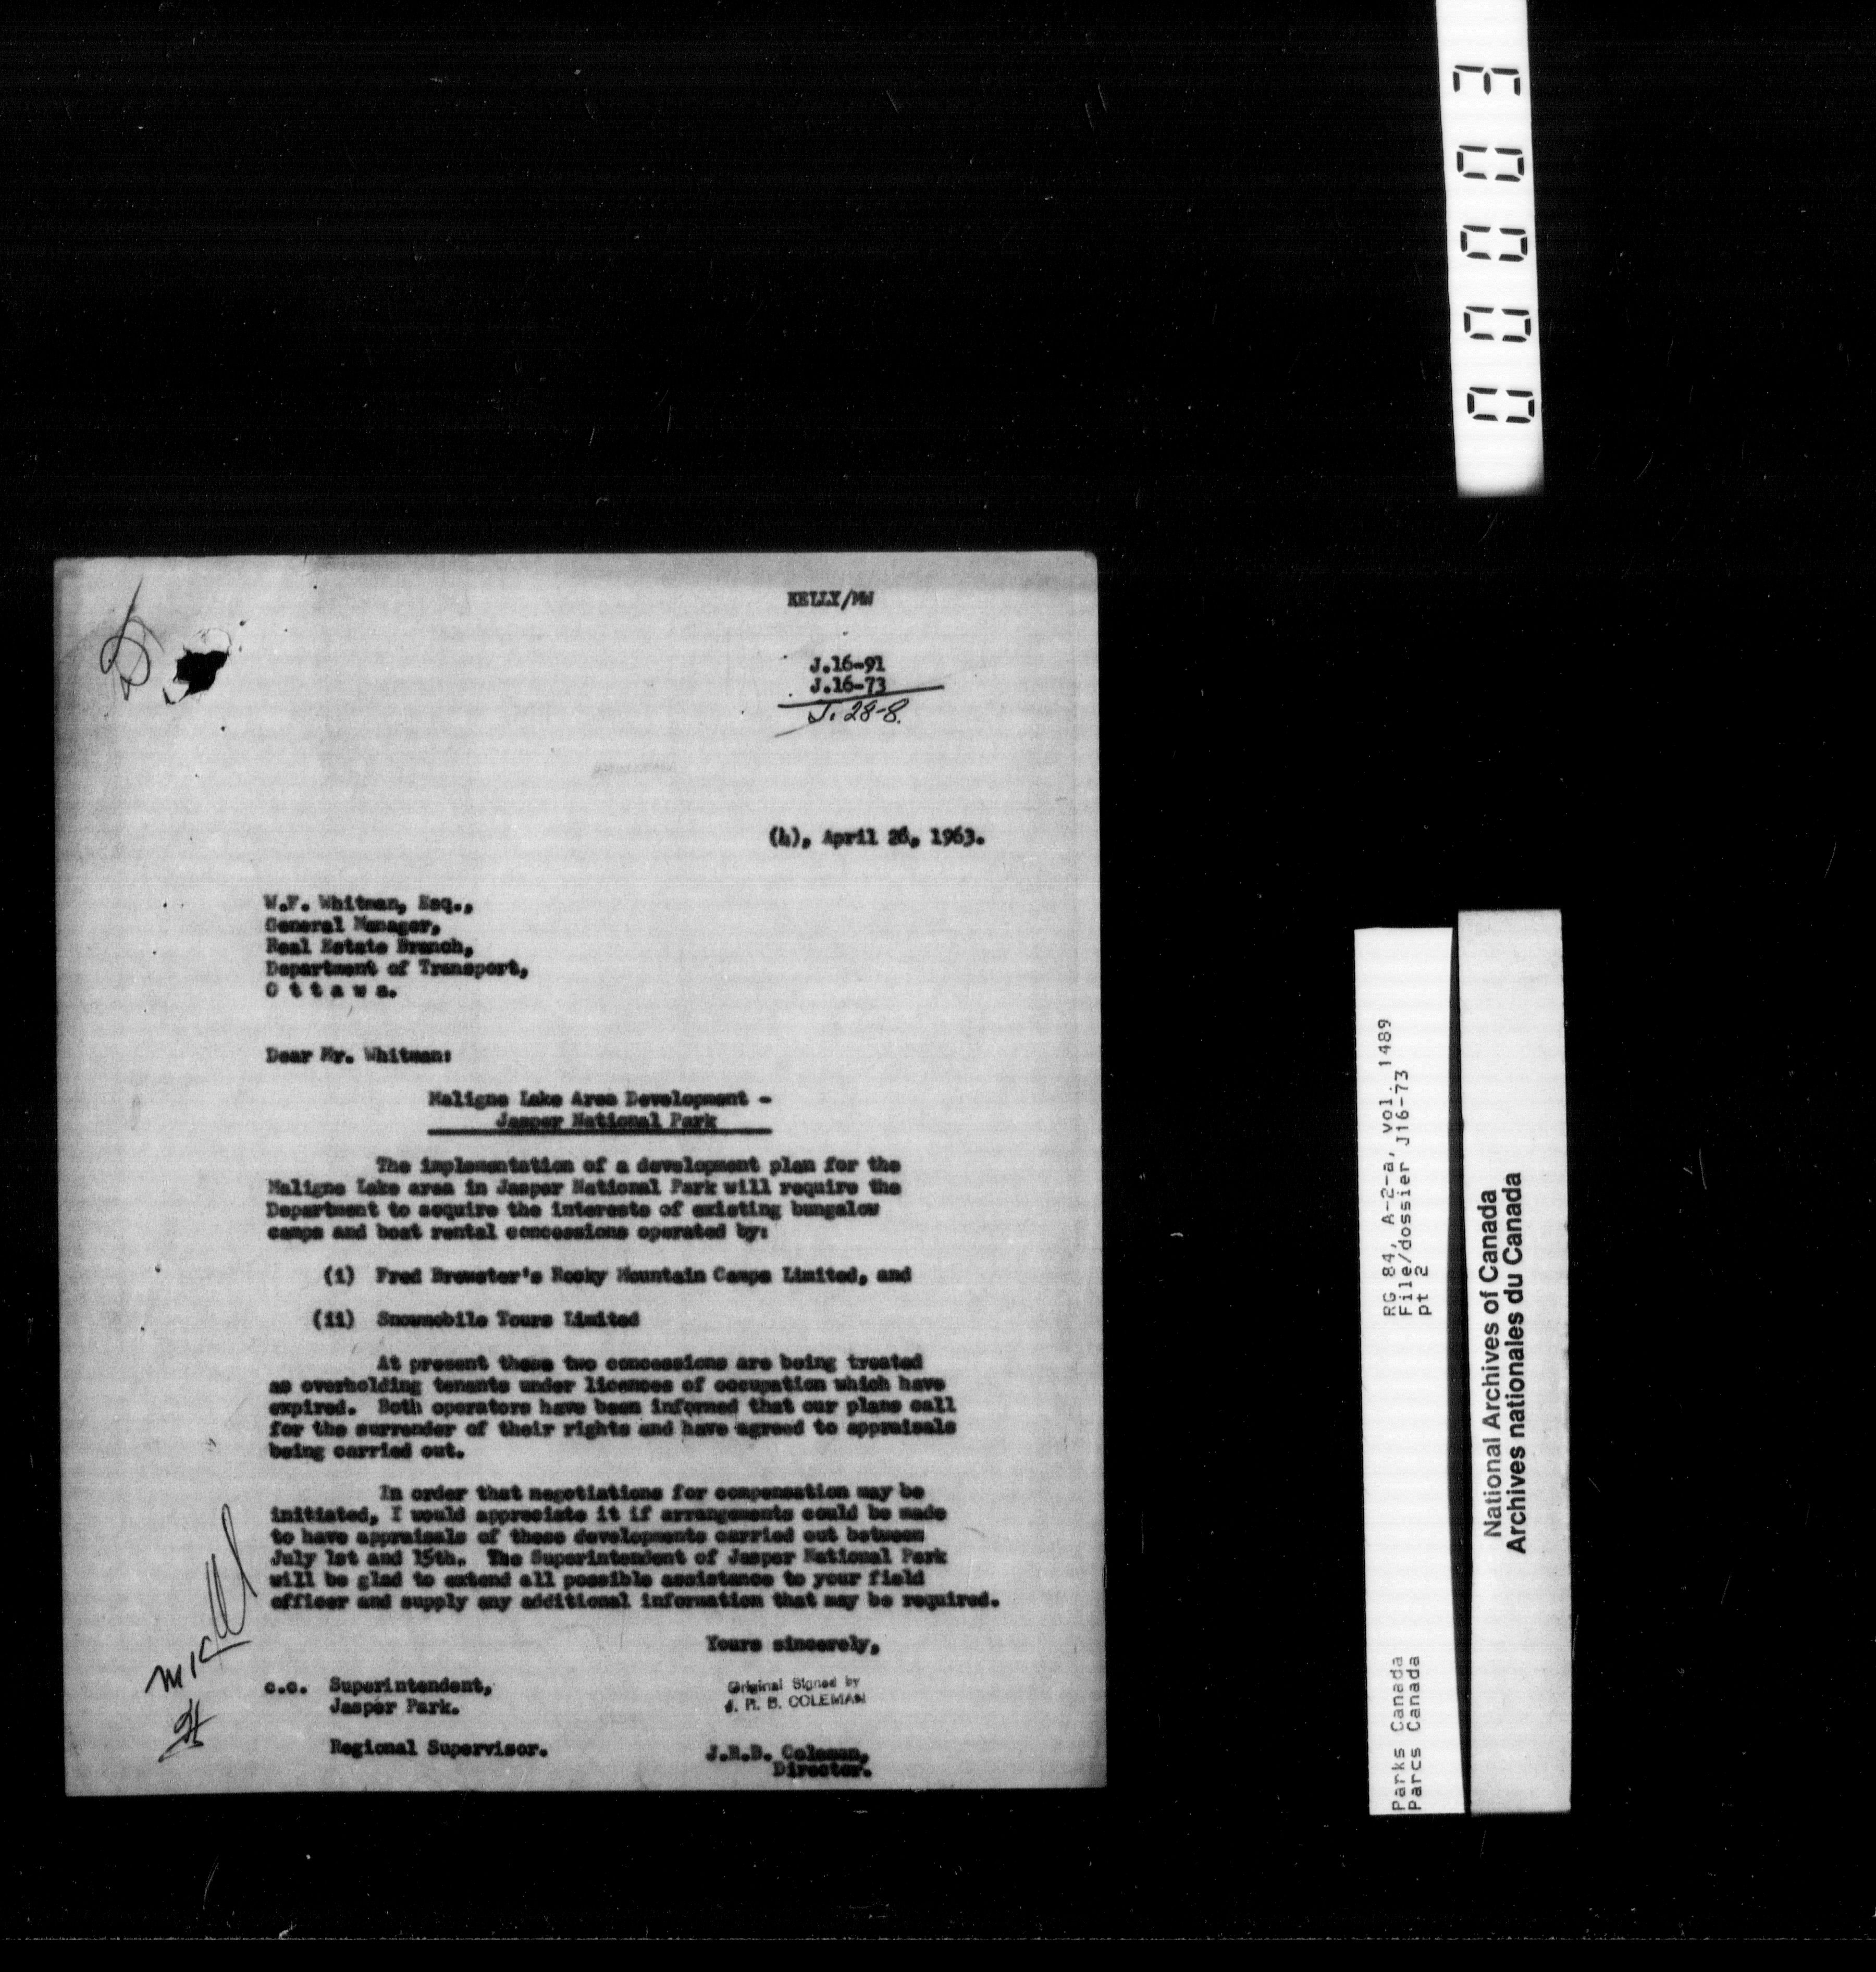 KELLY/MW
J.16-91
J.16-73
J. 28-8.
(4), April 26, 1963.
W.F. Whitman, Esq.,
General Manager,
Real Estate Branch,
Department of Transport,
O t t a w a.
Dear Mr. Whitman:
Maligne Lake Area Development -
Jasper National Park
The implementation of a development plan for the
Maligne Lake area in Jasper National Park will require the
Department to acquire the interests of existing bungalow
camps and boat rental concessions operated by:
(i) Fred Brewster's Rocky Mountain Camps Limited, and
(ii) Snowmobile Tours Limited
At present these two concessions are being treated
as overholding tenants under licences of occupation which have
expired. Both operators have been informed that our plans call
for the surrender of their rights and have agreed to appraisals
being carried out.
In order that negotiations for compensation may be
initiated, I would appreciate it if arrangements could be made
to have appraisals of these developments carried out between
July 1st and 15th. The Superintendent of Jasper National Park
will be glad to extend all possible assistance to your field
officer and supply any additional information that may be required.
Yours sincerely,
c.c. Superintendent,
Jasper Park.
Regional Supervisor.
Original Signed by
J. R. B. COLEMAN
J.R.B. Coleman,
Director.
00003
RG 84, A-2-a, vol. 1489
File/dossier J16-73
pt 2
Parks Canada
Parcs Canada
National Archives of Canada
Archives nationales du Canada